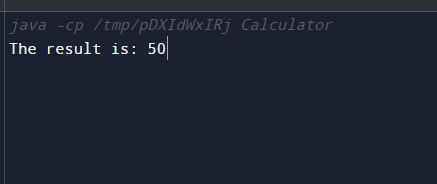 java -cp /tmp/pDXIdWxIRj Calculator
The result is: 50